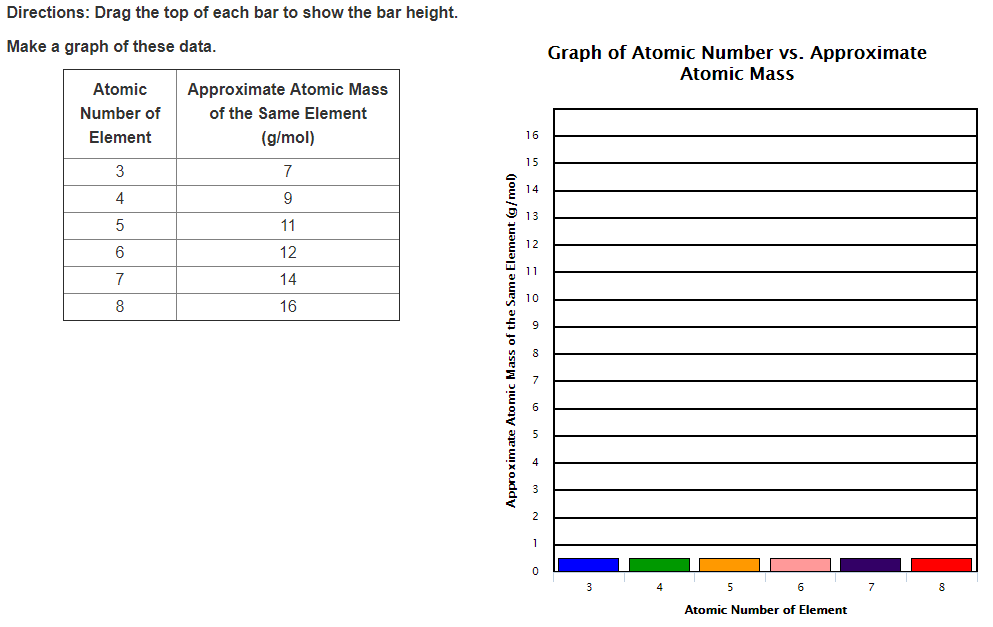 Directions: Drag the top of each bar to show the bar height.
Make a graph of these data.
Atomic Number of Element
Approximate Atomic Mass of the Same Element (g/mol)
3 7
4 9
5 11
6 12
7 14
8 16
Graph of Atomic Number vs. Approximate
Atomic Mass
Approximate Atomic Mass of the Same Element (g/mol)
16
15
14
13
12
11
10
9
8
7
6
5
4
3
2
1
0
3 4 5 6 7 8
Atomic Number of Element